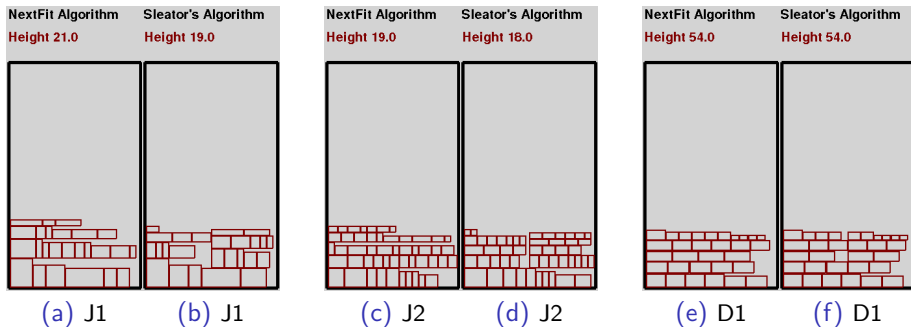 NextFit Algorithm Sleator's Algorithm NextFit Algorithm Sleator's Algorithm NextFit Algorithm Sleator's Algorithm
Height 21.0 Height 19.0 Height 19.0 Height 18.0 Height 54.0 Height 54.0
(a) J1 (b) J1 (c) J2 (d) J2 (e) D1 (f) D1